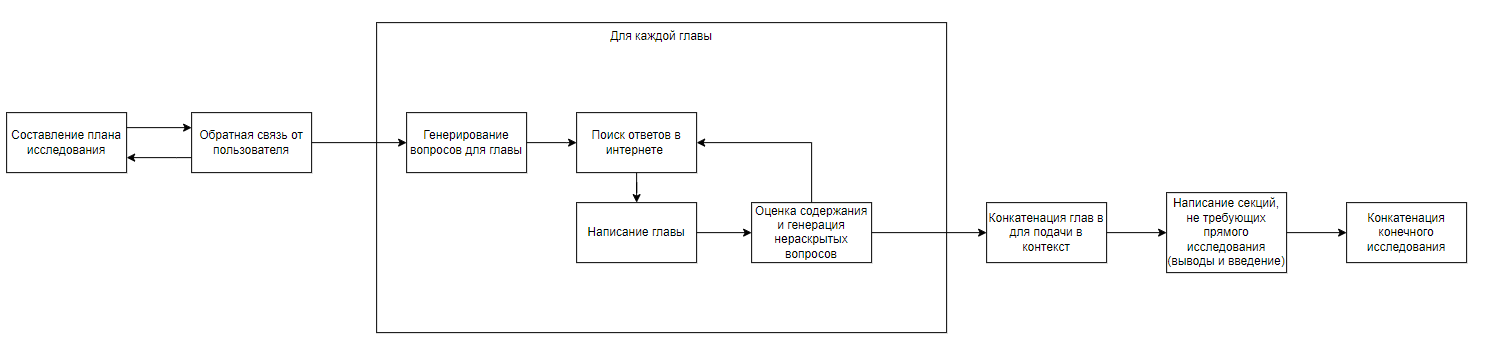 Для каждой главы
Составление плана
исследования
Обратная связь от
пользователя
Генерирование
вопросов для главы
Поиск ответов в
интернете
Написание главы
Оценка содержания
и генерация
нераскрытых
вопросов
Конкатенация глав в
для подачи в
контекст
Написание секций,
не требующих
прямого
исследования
(выводы и введение)
Конкатенация
конечного
исследования